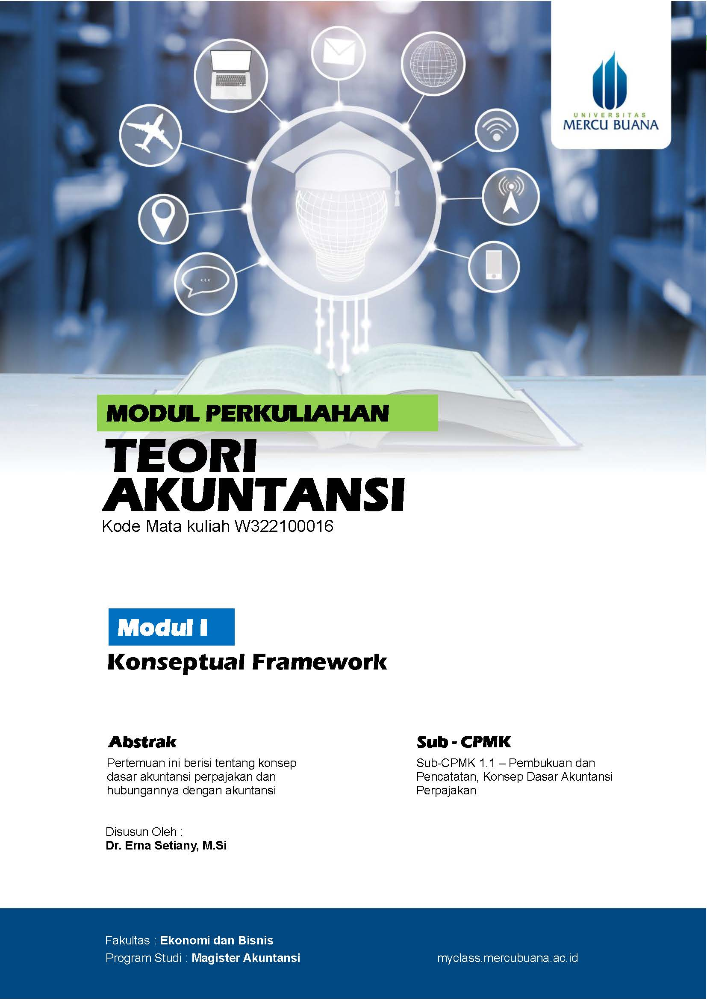 UNIVERSITAS
MERCU BUANA
MODUL PERKULIAHAN
TEORI
AKUNTANSI
Kode Mata kuliah W322100016
Modul I
Konseptual Framework
Abstrak
Pertemuan ini berisi tentang konsep
dasar akuntansi perpajakan dan
hubungannya dengan akuntansi
Sub - CPMK
Sub-CPMK 1.1 – Pembukuan dan
Pencatatan, Konsep Dasar Akuntansi
Perpajakan
Disusun Oleh :
Dr. Erna Setiany, M.Si
Fakultas : Ekonomi dan Bisnis
Program Studi : Magister Akuntansi
myclass.mercubuana.ac.id